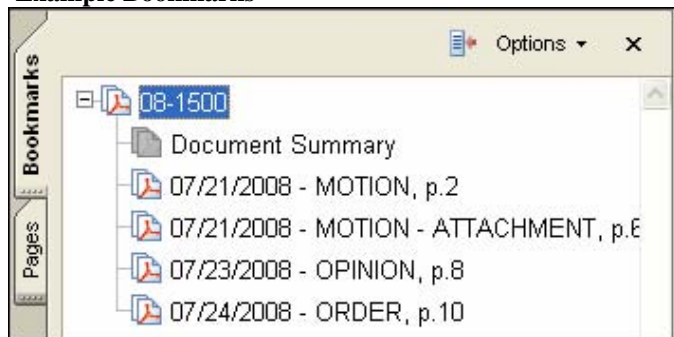 Example Bookmarks
Options
Bookmarks
Pages
08-1500
Document Summary
07/21/2008 - MOTION, p.2
07/21/2008 - MOTION - ATTACHMENT,
07/23/2008 - OPINION, p.8
07/24/2008 - ORDER, p.10